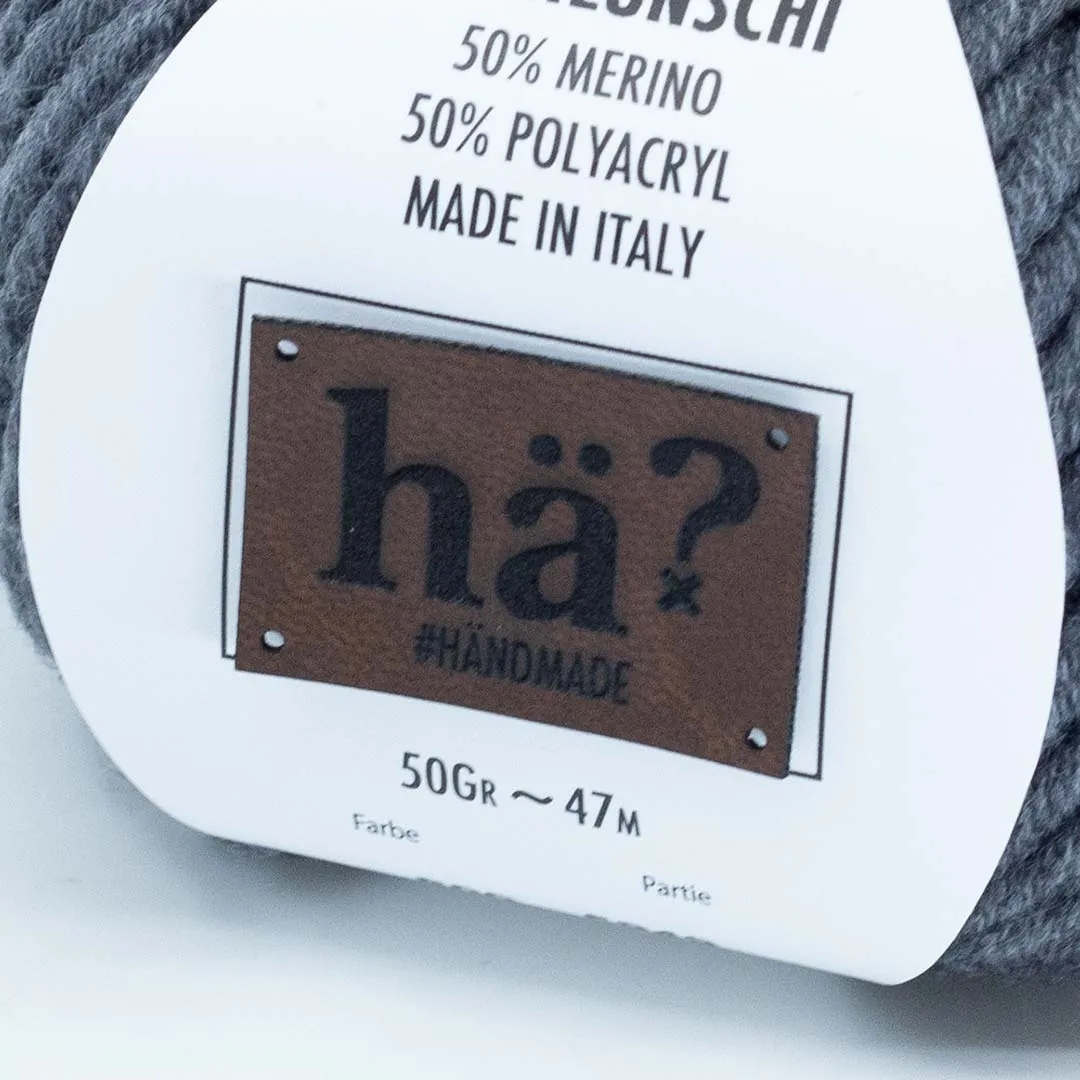 50% MERINO
50% POLYACRYL
MADE IN ITALY
hä?
#HÄNDMADE
50GR ~ 47M
Farbe
Partie